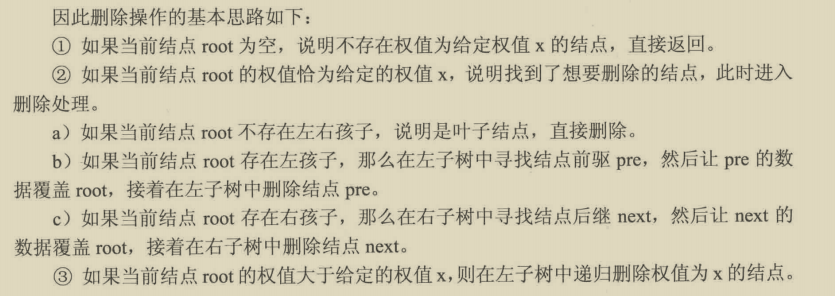 因此删除操作的基本思路如下：
① 如果当前结点 root 为空，说明不存在权值为给定权值 x 的结点，直接返回。
② 如果当前结点 root 的权值恰为给定的权值 x，说明找到了想要删除的结点，此时进入
删除处理。
a）如果当前结点 root 不存在左右孩子，说明是叶子结点，直接删除。
b）如果当前结点 root 存在左孩子，那么在左子树中寻找结点前驱 pre，然后让 pre 的数
据覆盖 root，接着在左子树中删除结点 pre。
c）如果当前结点 root 存在右孩子，那么在右子树中寻找结点后继 next，然后让 next 的
数据覆盖 root，接着在右子树中删除结点 next。
③ 如果当前结点 root 的权值大于给定的权值 x，则在左子树中递归删除权值为 x 的结点。